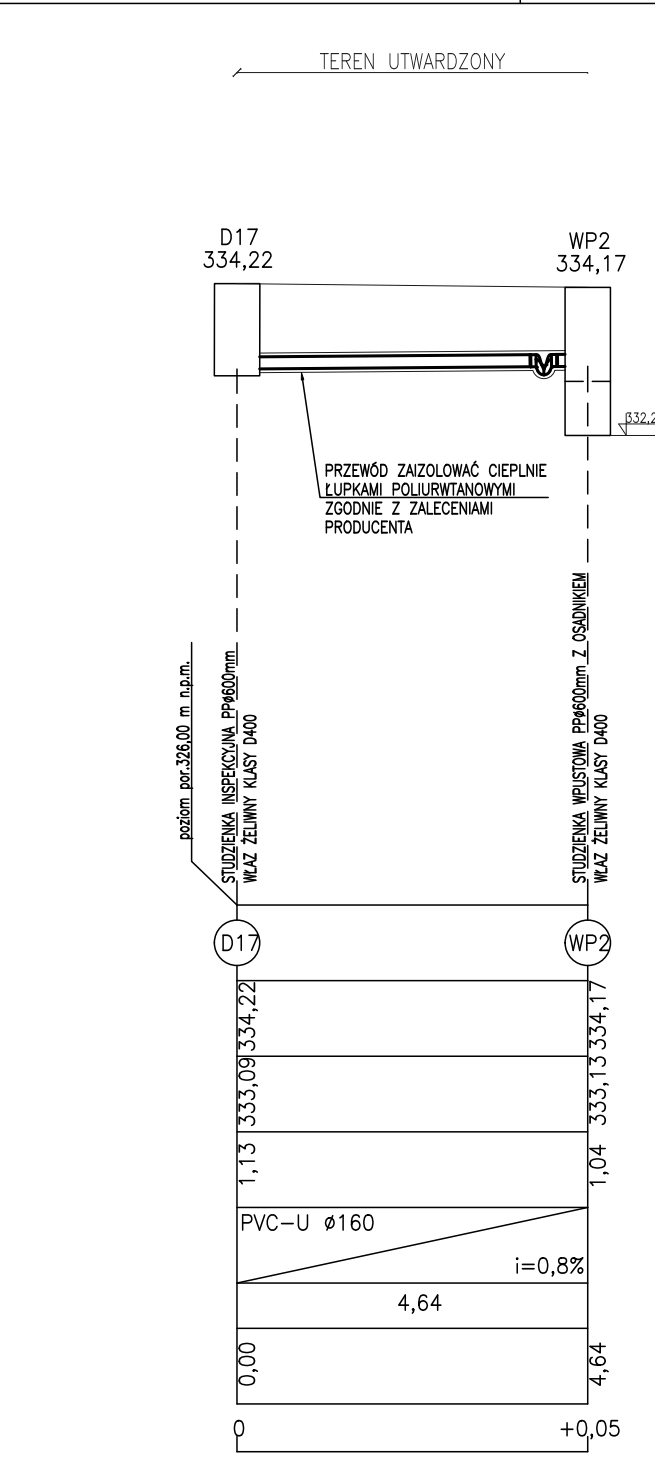 TEREN UTWARDZONY
D17
334,22
WP2
334,17
PRZEWÓD ZAIZOLOWAĆ CIEPLNIE
ŁUPKAMI POLIURWTANOWYMI
ZGODNIE Z ZALECENIAMI
PRODUCENTA
poziom por.326,00 m n.p.m.
STUDZIENKA INSPEKCYJNA PPø600mm
WŁAZ ŻELIWNY KLASY D400
STUDZIENKA WPUSTOWA PPø600mm Z OSADNIKIEM
WŁAZ ŻELIWNY KLASY D400
D17
WP2
334,22
334,17
333,09
333,13
1,13
1,04
PVC-U ø160
i=0,8%
4,64
0,00
4,64
0
+0,05